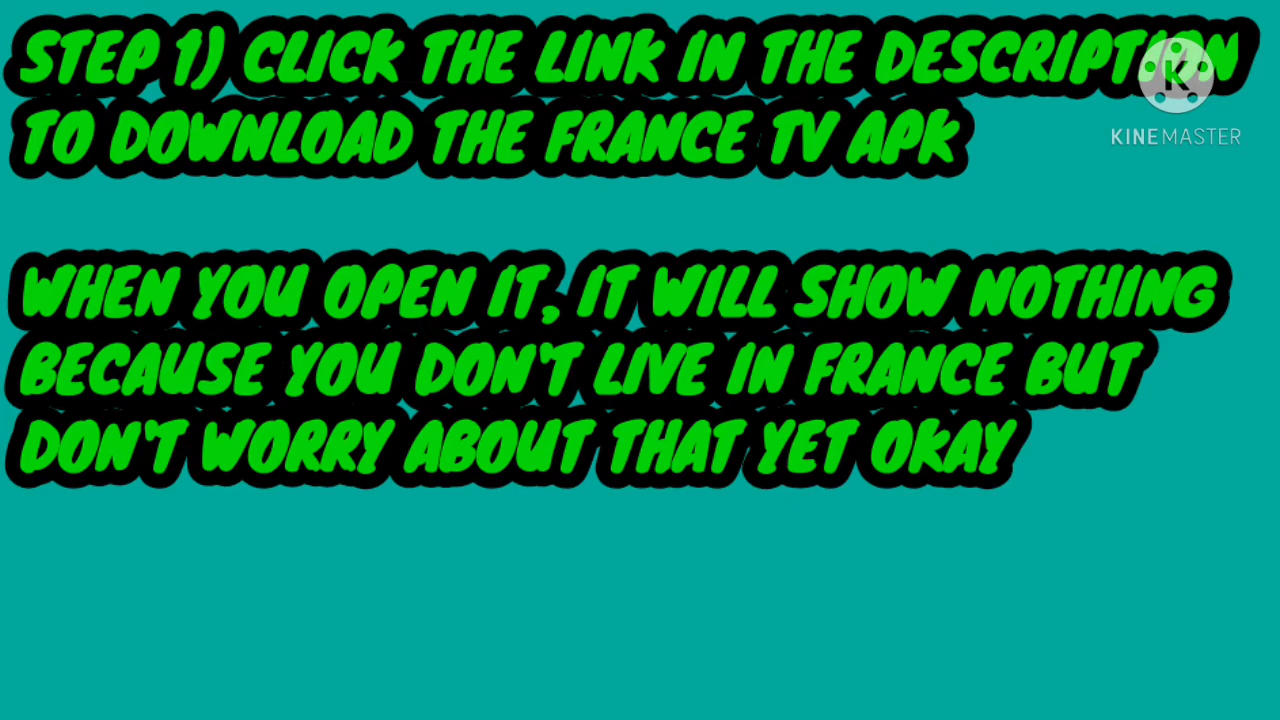 STEP 1) CLICK THE LINK IN THE DESCRIPTION
TO DOWNLOAD THE FRANCE TV APK
K
KINEMASTER
WHEN YOU OPEN IT, IT WILL SHOW NOTHING
BECAUSE YOU DON'T LIVE IN FRANCE BUT
DON'T WORRY ABOUT THAT YET OKAY